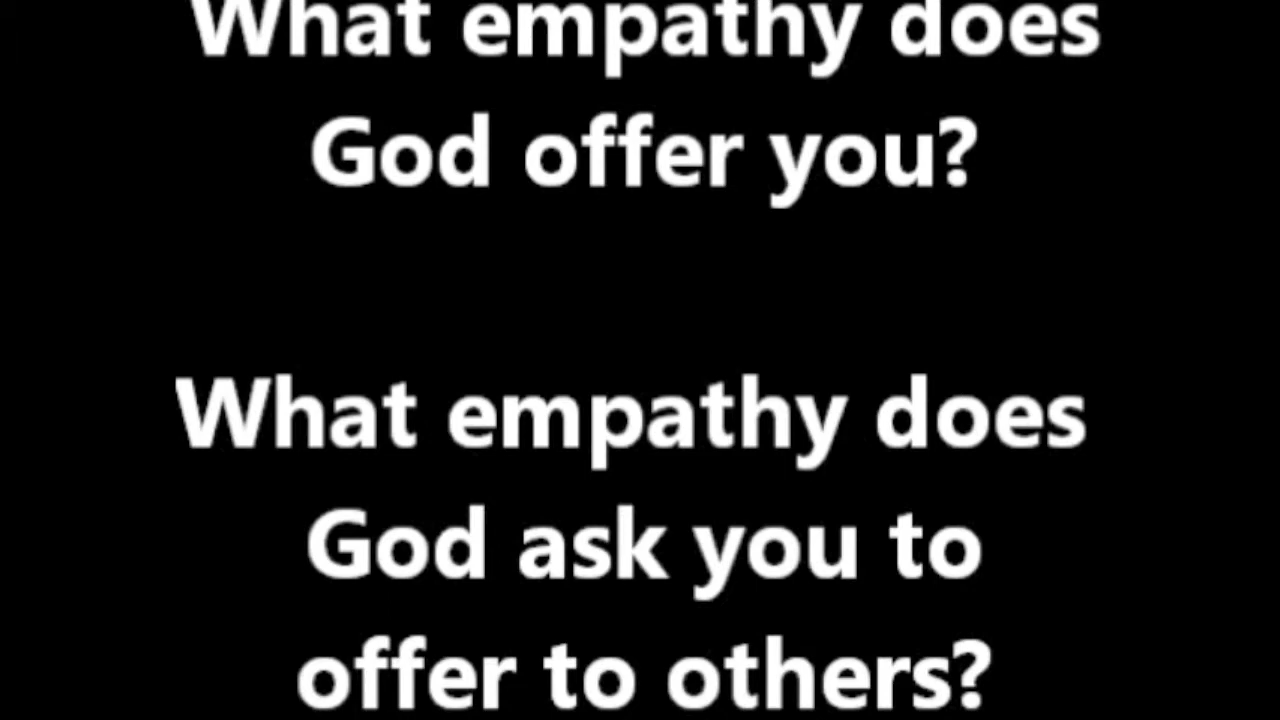 What empathy does
God offer you?
What empathy does
God ask you to
offer to others?